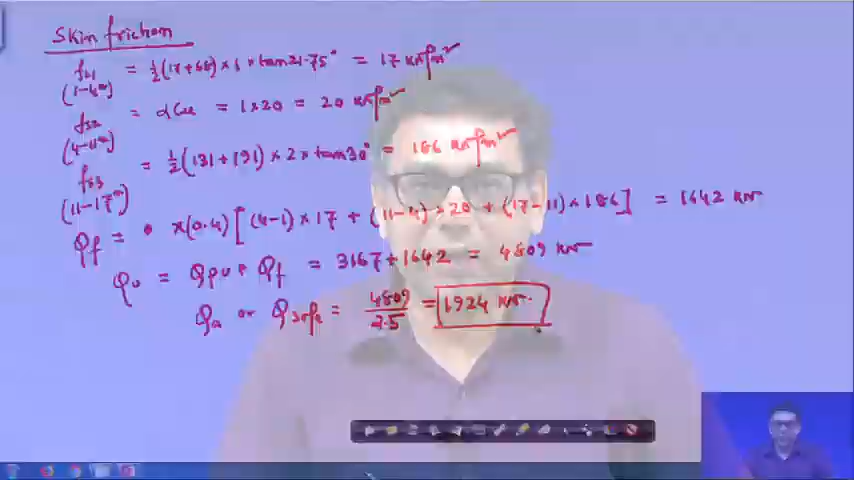 Skin friction
fs1 = 1/2(17+68)×1×tan21.75° = 17 kN/m²
(1-4m)
fs2 = αCu = 1×20 = 20 kN/m²
(4-11m)
fs3 = 1/2(131+191)×2×tan30° = 186 kN/m²
(11-17m)
Qf = π(0.4)[(4-1)×17 + (11-4)×20 + (17-11)×186] = 1642 kN
Qu = Qpu + Qf = 3167+1642 = 4809 kN
Qa or Qsafe = 4809/2.5 = 1924 kN